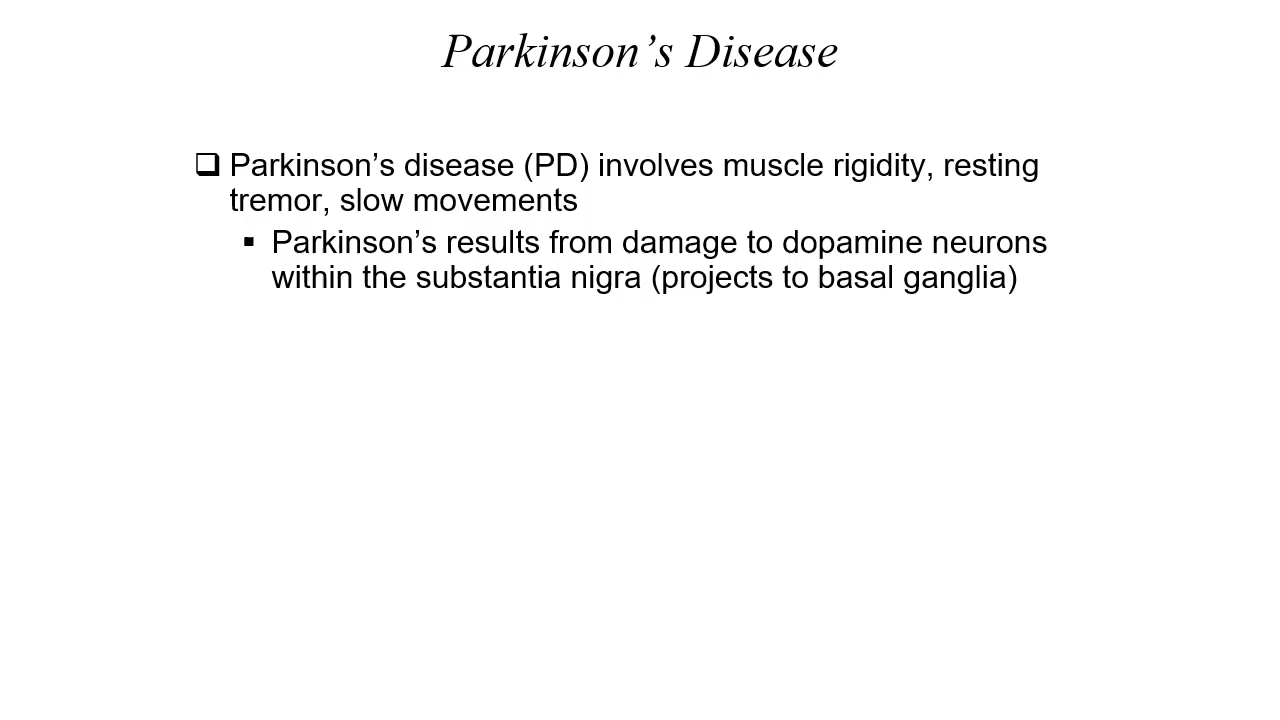 Parkinson’s Disease
❑ Parkinson’s disease (PD) involves muscle rigidity, resting
tremor, slow movements
▪ Parkinson’s results from damage to dopamine neurons
within the substantia nigra (projects to basal ganglia)